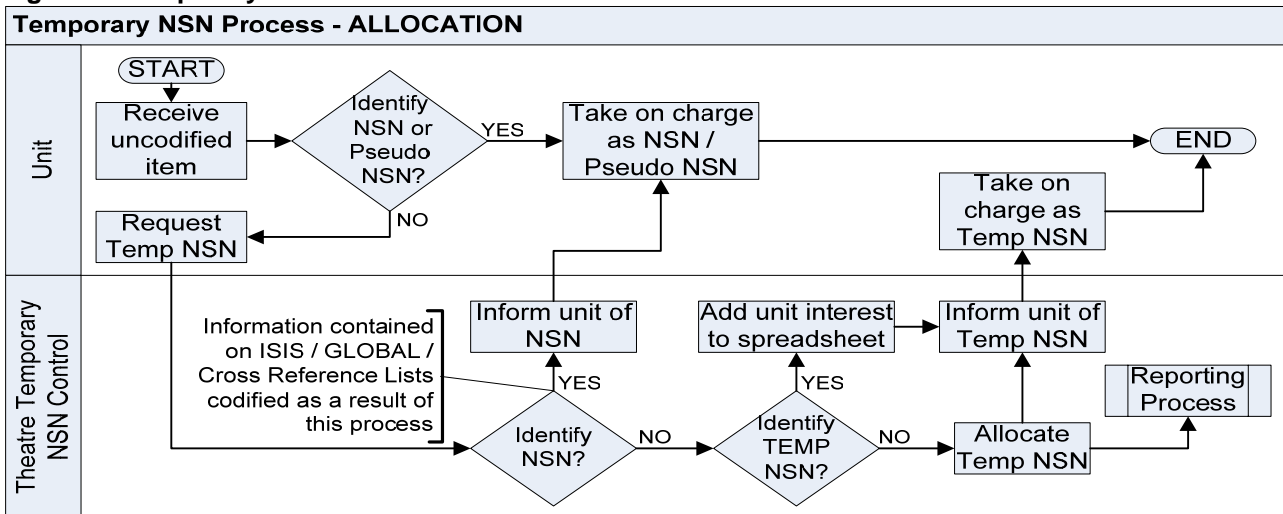 Temporary NSN Process - ALLOCATION
Unit
START
Receive
uncodified
item
Identify
NSN or
Pseudo
NSN?
YES
NO
Take on charge
as NSN /
Pseudo NSN
END
Request
Temp NSN
Take on
charge as
Temp NSN
Theatre Temporary
NSN Control
Information contained
on ISIS / GLOBAL /
Cross Reference Lists
codified as a result of
this process
Inform unit of
NSN
YES
Identify
NSN?
NO
Add unit interest
to spreadsheet
YES
Identify
TEMP
NSN?
NO
Inform unit of
Temp NSN
Allocate
Temp NSN
Reporting
Process